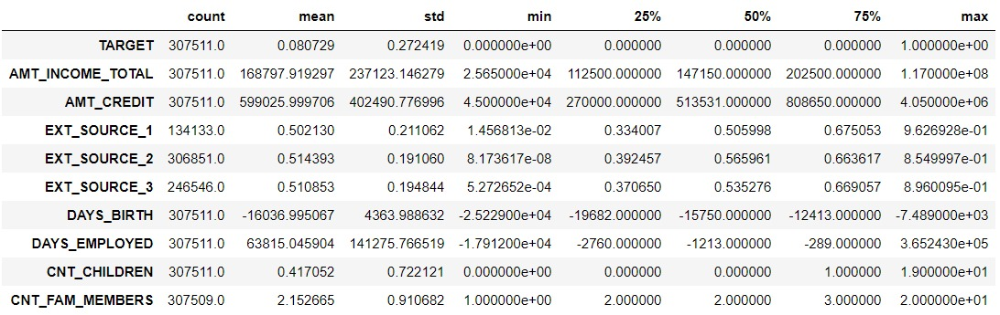 count mean std min 25% 50% 75% max
TARGET 307511.0 0.080729 0.272419 0.000000e+00 0.000000 0.000000 0.000000 1.000000e+00
AMT_INCOME_TOTAL 307511.0 168797.919297 237123.146279 2.565000e+04 112500.000000 147150.000000 202500.000000 1.170000e+08
AMT_CREDIT 307511.0 599025.999706 402490.776996 4.500000e+04 270000.000000 513531.000000 808650.000000 4.050000e+06
EXT_SOURCE_1 134133.0 0.502130 0.211062 1.456813e-02 0.334007 0.505998 0.675053 9.626928e-01
EXT_SOURCE_2 306851.0 0.514393 0.191060 8.173617e-08 0.392457 0.565961 0.663617 8.549997e-01
EXT_SOURCE_3 246546.0 0.510853 0.194844 5.272652e-04 0.370650 0.535276 0.669057 8.960095e-01
DAYS_BIRTH 307511.0 -16036.995067 4363.988632 -2.522900e+04 -19682.000000 -15750.000000 -12413.000000 -7.489000e+03
DAYS_EMPLOYED 307511.0 63815.045904 141275.766519 -1.791200e+04 -2760.000000 -1213.000000 -289.000000 3.652430e+05
CNT_CHILDREN 307511.0 0.417052 0.722121 0.000000e+00 0.000000 0.000000 1.000000 1.900000e+01
CNT_FAM_MEMBERS 307509.0 2.152665 0.910682 1.000000e+00 2.000000 2.000000 3.000000 2.000000e+01